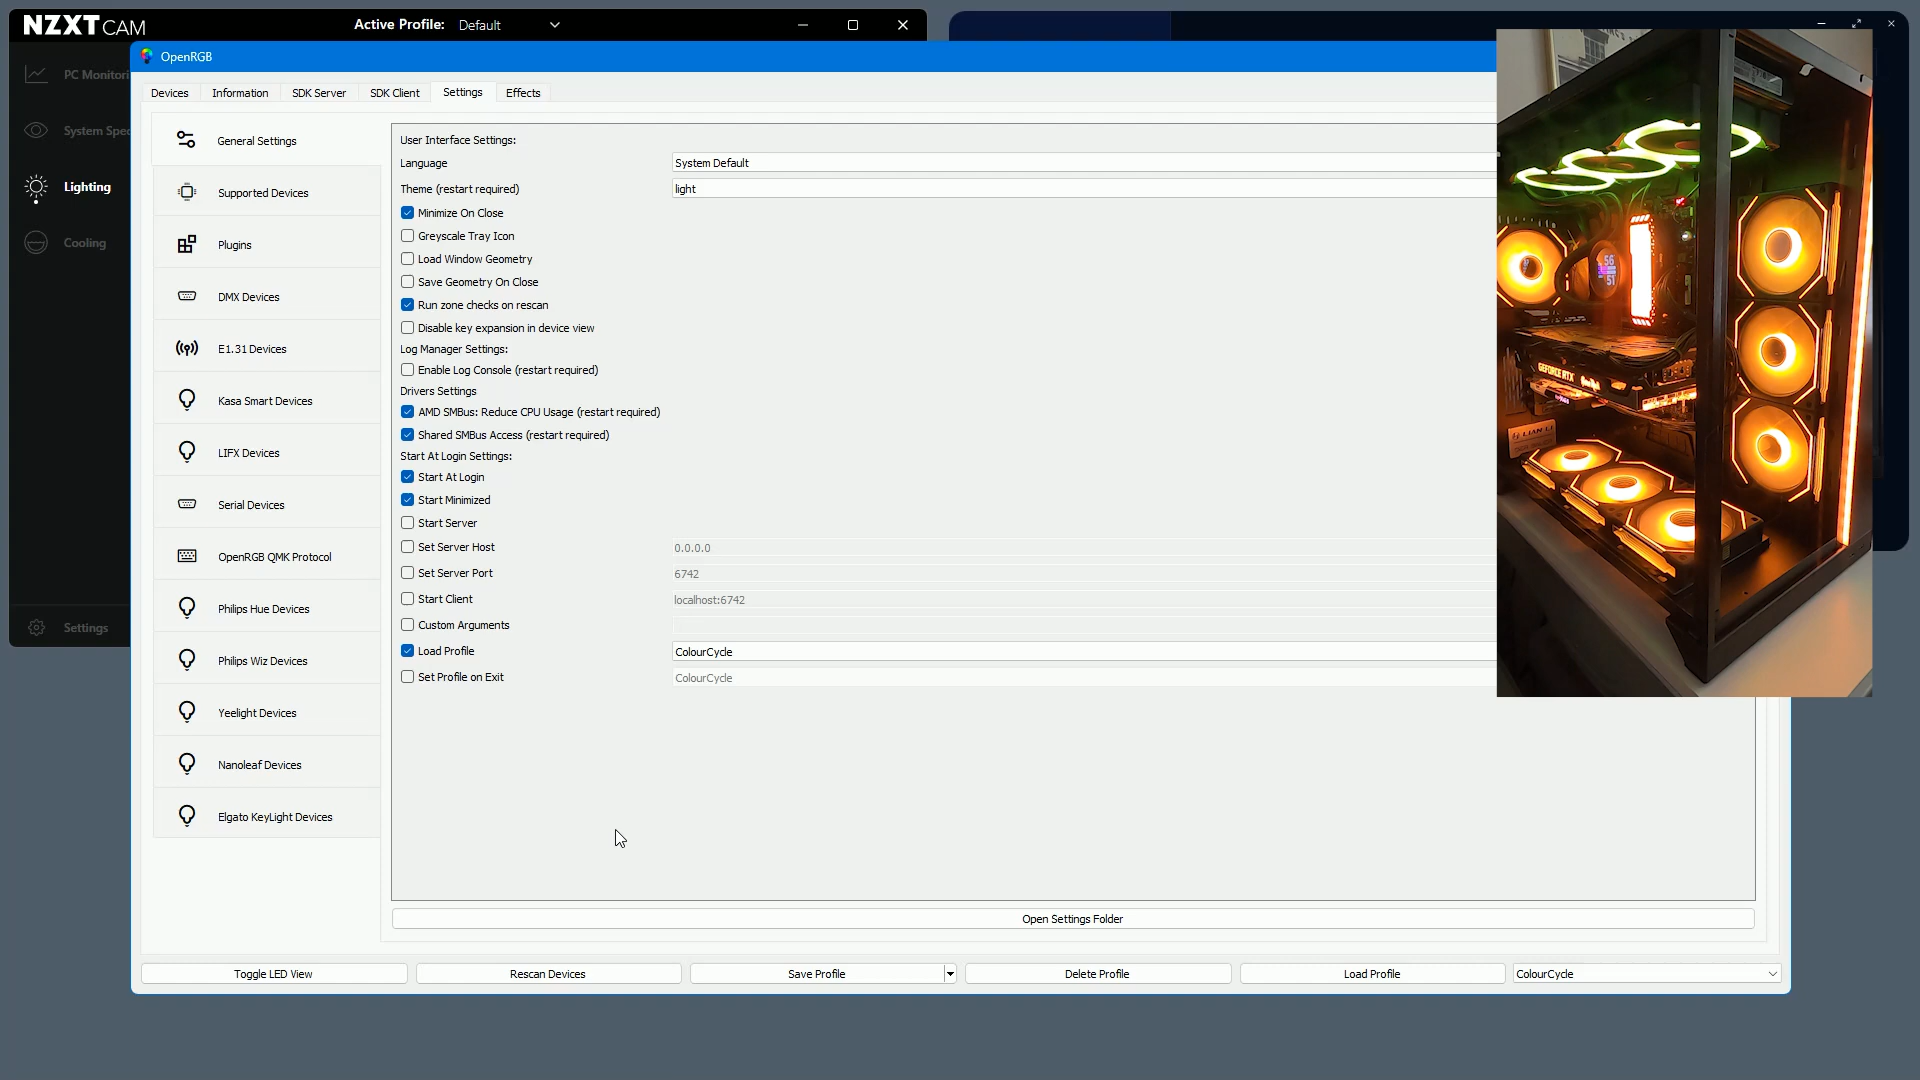 NZXT CAM
Active Profile: Default
PC Monitori
System Spec
Lighting
Cooling
Settings
OpenRGB
Devices
Information
SDK Server
SDK Client
Settings
Effects
General Settings
Supported Devices
Plugins
DMX Devices
E1.31 Devices
Kasa Smart Devices
LIFX Devices
Serial Devices
OpenRGB QMK Protocol
Philips Hue Devices
Philips Wiz Devices
Yeelight Devices
Nanoleaf Devices
Elgato KeyLight Devices
User Interface Settings:
Language System Default
Theme (restart required) light
Minimize On Close
Greyscale Tray Icon
Load Window Geometry
Save Geometry On Close
Run zone checks on rescan
Disable key expansion in device view
Log Manager Settings:
Enable Log Console (restart required)
Drivers Settings
AMD SMBus: Reduce CPU Usage (restart required)
Shared SMBus Access (restart required)
Start At Login Settings:
Start At Login
Start Minimized
Start Server
Set Server Host 0.0.0.0
Set Server Port 6742
Start Client localhost:6742
Custom Arguments
Load Profile ColourCycle
Set Profile on Exit ColourCycle
Open Settings Folder
Toggle LED View
Rescan Devices
Save Profile
Delete Profile
Load Profile
ColourCycle
56
51
GEFORCE RTX
LIAN LI